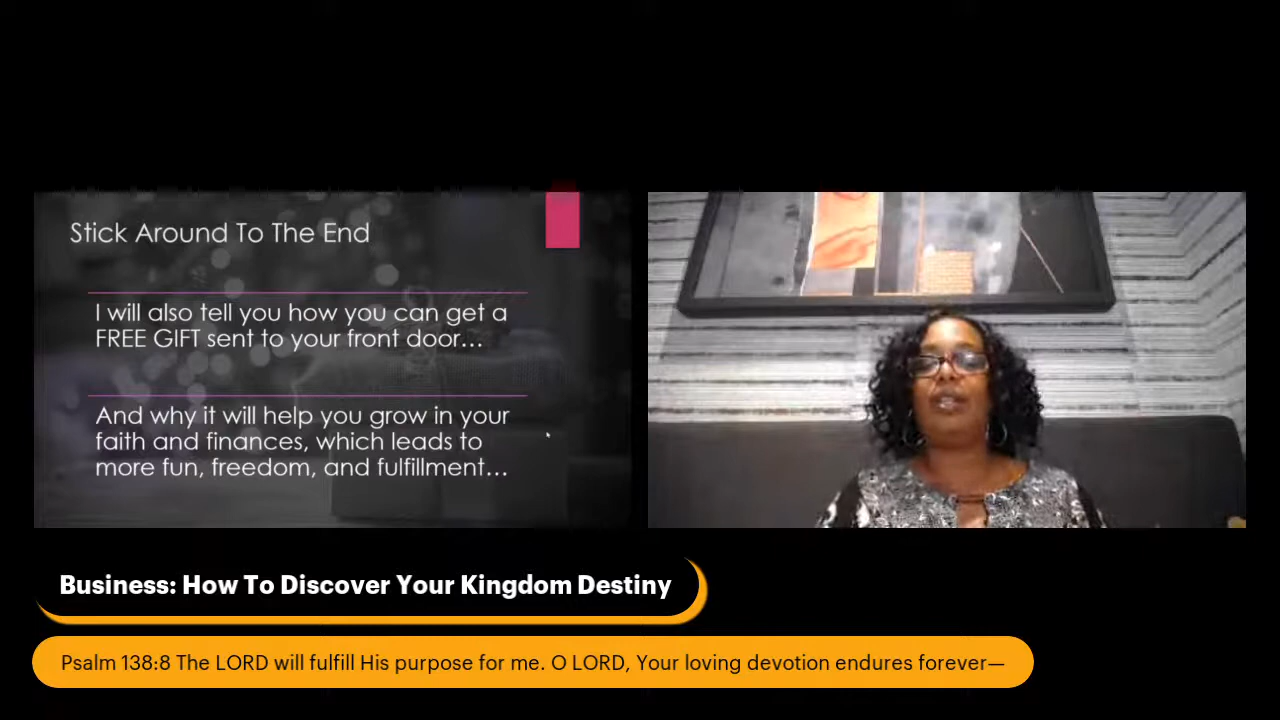 Stick Around To The End
I will also tell you how you can get a
FREE GIFT sent to your front door...
And why it will help you grow in your
faith and finances, which leads to
more fun, freedom, and fulfillment...
Business: How To Discover Your Kingdom Destiny
Psalm 138:8 The LORD will fulfill His purpose for me. O LORD, Your loving devotion endures forever—